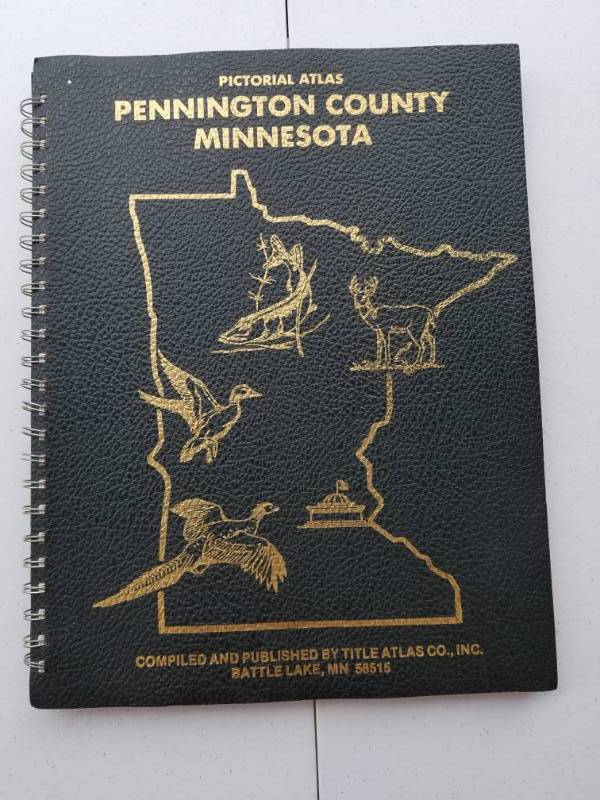 PICTORIAL ATLAS
PENNINGTON COUNTY
MINNESOTA
COMPILED AND PUBLISHED BY TITLE ATLAS CO., INC.
BATTLE LAKE, MN 56515